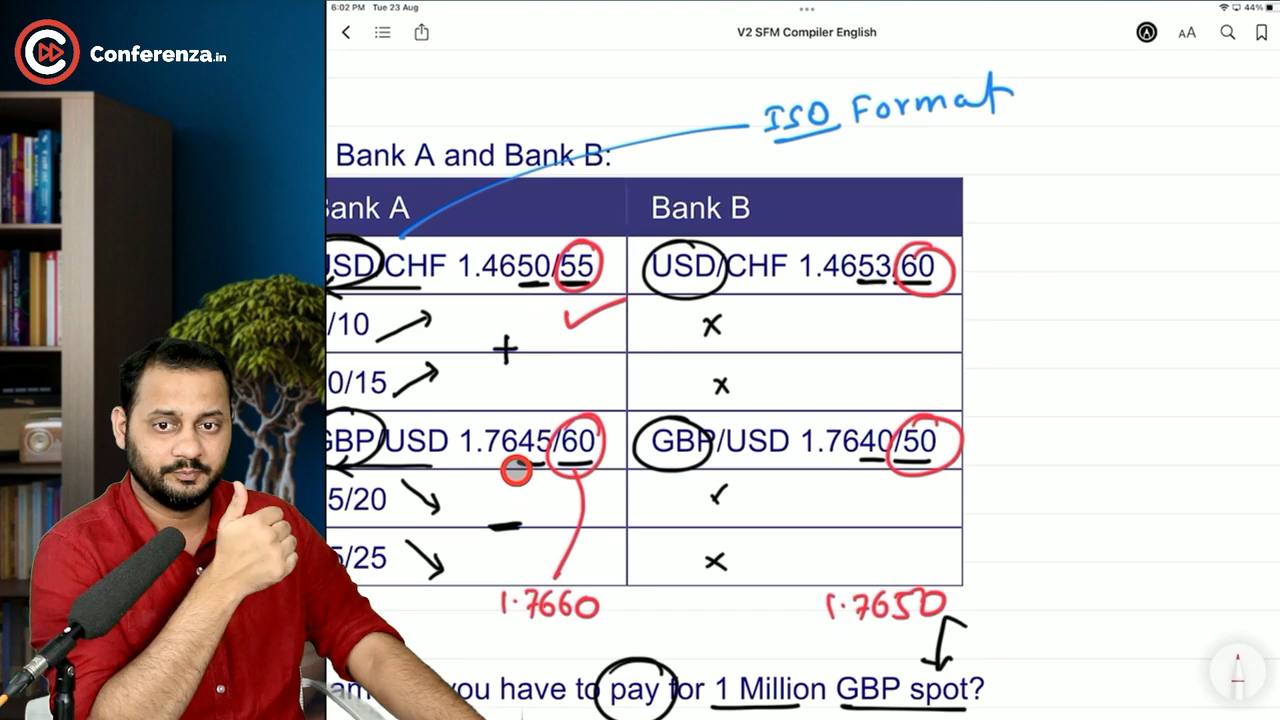 6:02 PM Tue 23 Aug
44%
Conferenza.in
V2 SFM Compiler English
AA
ISO Format
Bank A and Bank B:
Bank A Bank B
USD/CHF 1.4650/55 USD/CHF 1.4653/60
/10 x
0/15 x
+
GBP/USD 1.7645/60 GBP/USD 1.7640/50
5/20
5/25 x
1.7660 1.7650
you have to pay for 1 Million GBP spot?